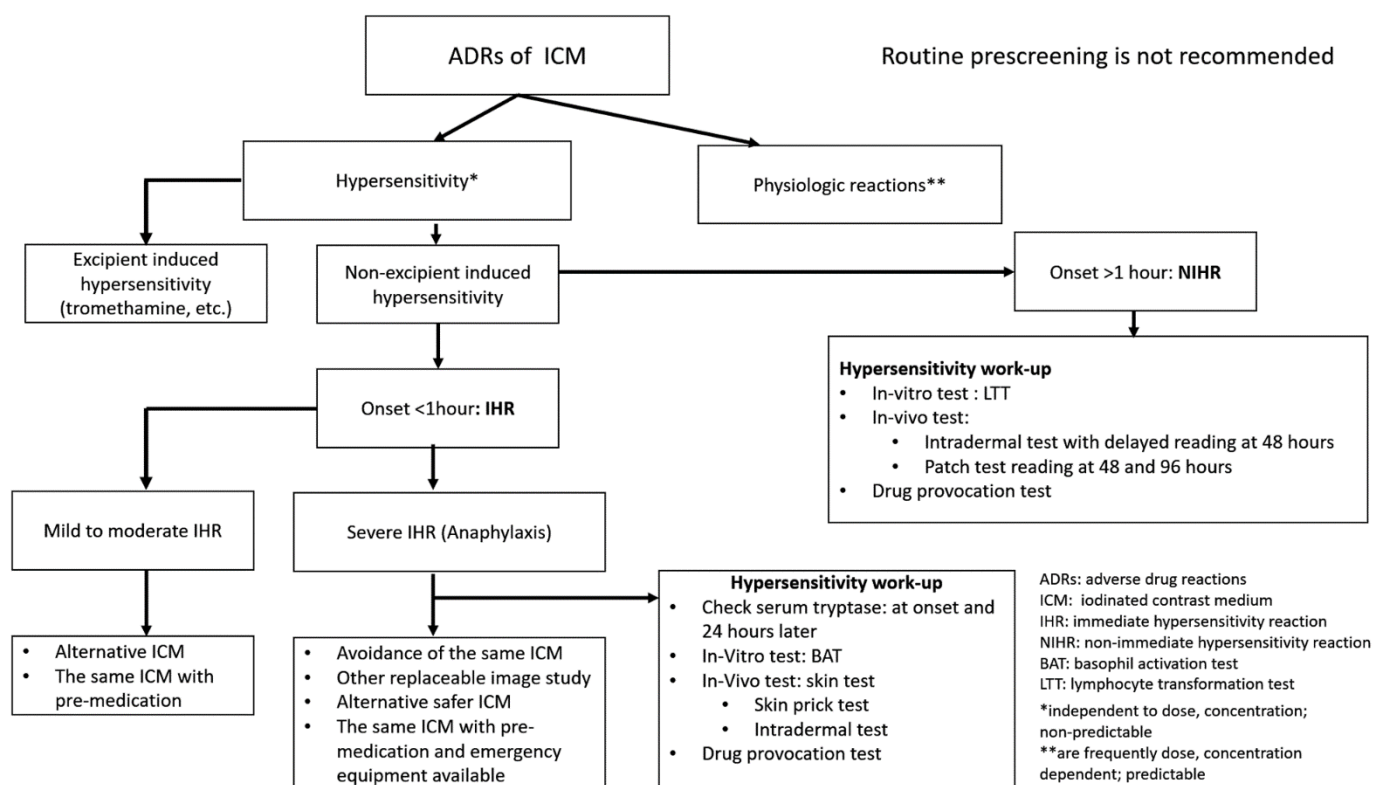 ADRs of ICM
Routine prescreening is not recommended
Hypersensitivity*
Physiologic reactions**
Excipient induced
hypersensitivity
(tromethamine, etc.)
Non-excipient induced
hypersensitivity
Onset >1 hour: NIHR
Hypersensitivity work-up
• In-vitro test : LTT
• In-vivo test:
• Intradermal test with delayed reading at 48 hours
• Patch test reading at 48 and 96 hours
• Drug provocation test
Onset <1hour: IHR
Mild to moderate IHR
Severe IHR (Anaphylaxis)
• Alternative ICM
• The same ICM with
pre-medication
• Avoidance of the same ICM
• Other replaceable image study
• Alternative safer ICM
• The same ICM with pre-
medication and emergency
equipment available
Hypersensitivity work-up
• Check serum tryptase: at onset and
24 hours later
• In-Vitro test: BAT
• In-Vivo test: skin test
• Skin prick test
• Intradermal test
• Drug provocation test
ADRs: adverse drug reactions
ICM: iodinated contrast medium
IHR: immediate hypersensitivity reaction
NIHR: non-immediate hypersensitivity reaction
BAT: basophil activation test
LTT: lymphocyte transformation test
*independent to dose, concentration;
non-predictable
**are frequently dose, concentration
dependent; predictable